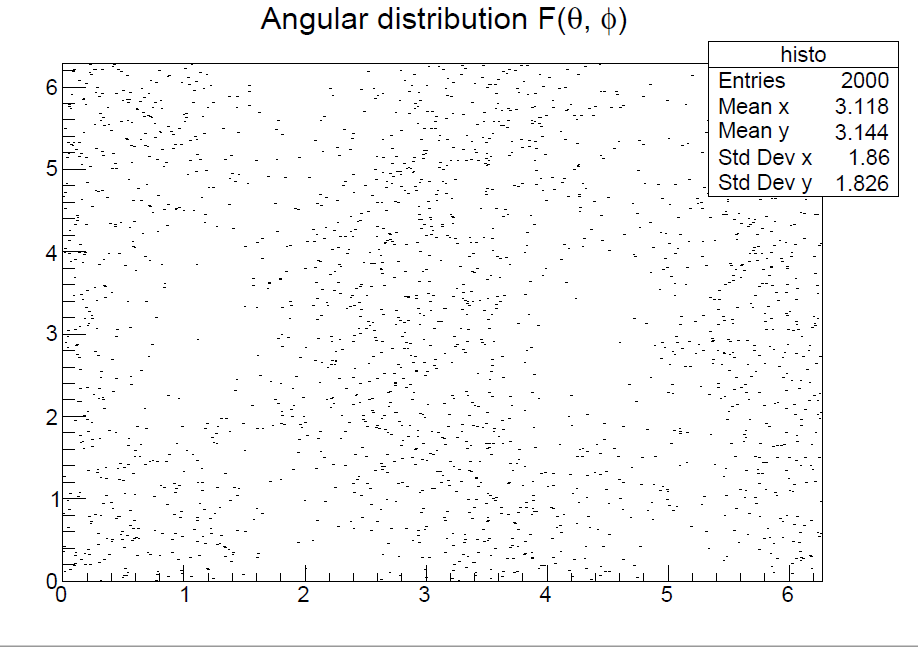 Angular distribution F(θ, ϕ)
histo
Entries 2000
Mean x 3.118
Mean y 3.144
Std Dev x 1.86
Std Dev y 1.826
6
5
4
3
2
1
0
0 1 2 3 4 5 6